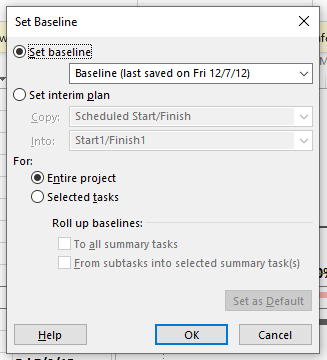 Set Baseline
Set baseline
Baseline (last saved on Fri 12/7/12)
Set interim plan
Copy: Scheduled Start/Finish
Into: Start1/Finish1
For:
Entire project
Selected tasks
Roll up baselines:
To all summary tasks
From subtasks into selected summary task(s)
Set as Default
Help OK Cancel